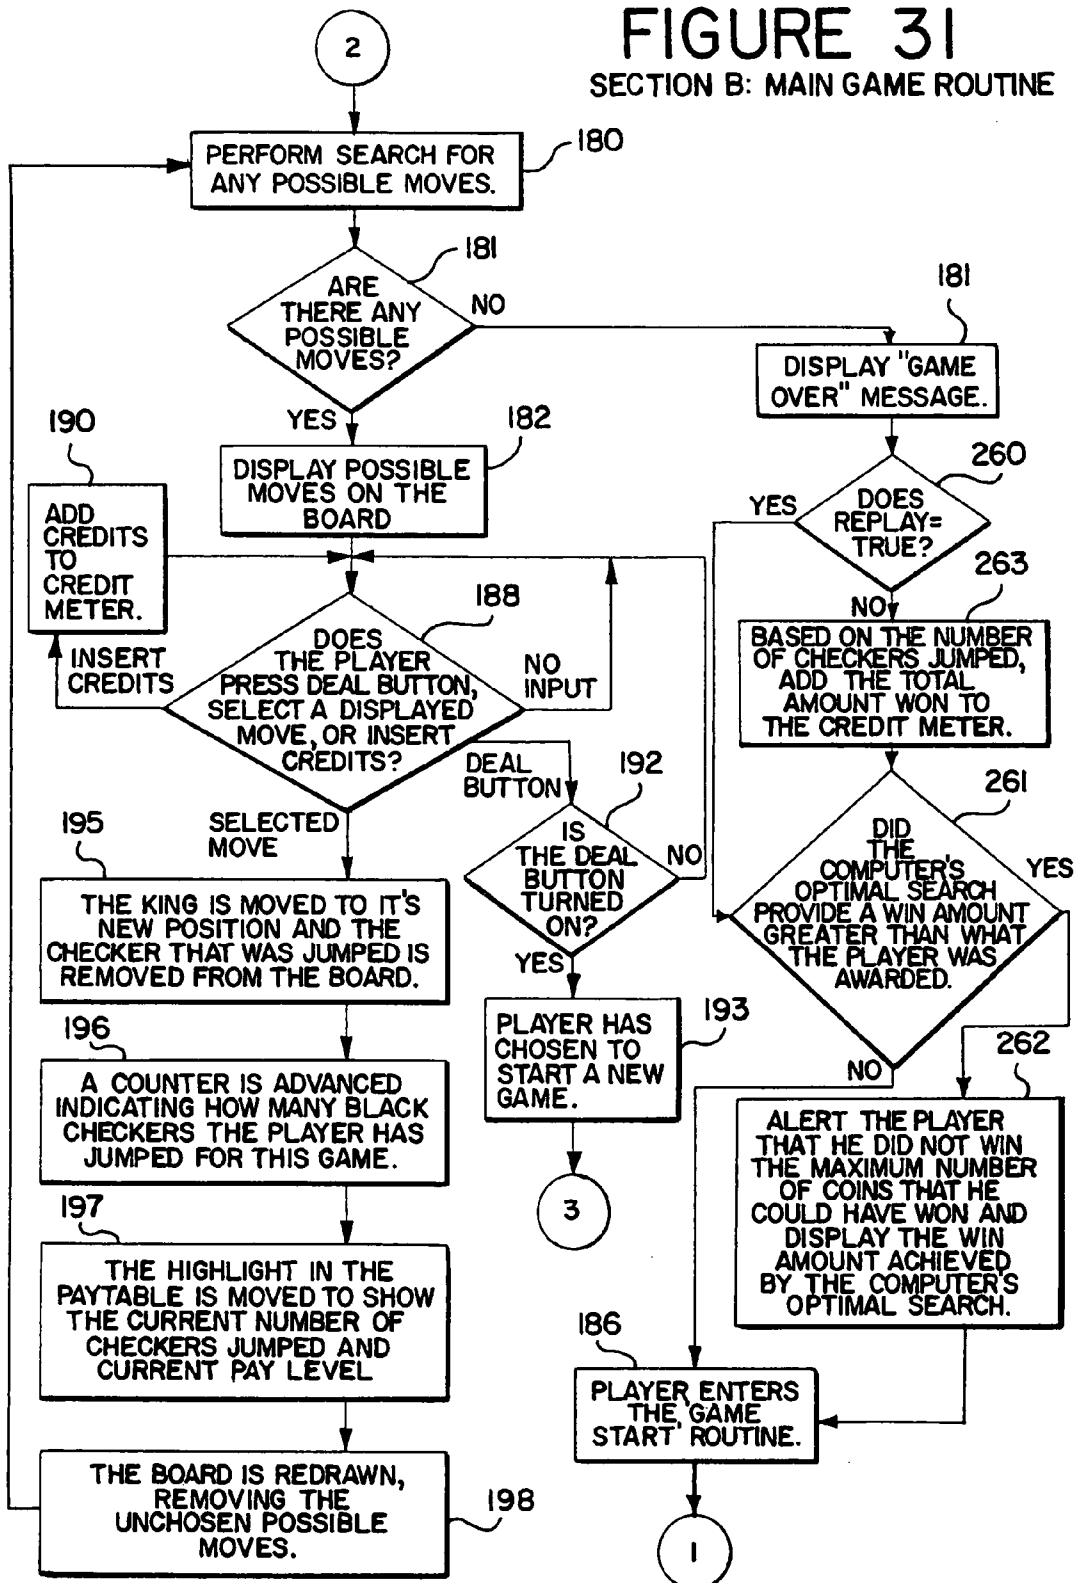 FIGURE 31
SECTION B: MAIN GAME ROUTINE
2
PERFORM SEARCH FOR
ANY POSSIBLE MOVES.
180
181
ARE
THERE ANY
POSSIBLE
MOVES?
NO
YES
181
DISPLAY "GAME
OVER" MESSAGE.
182
DISPLAY POSSIBLE
MOVES ON THE
BOARD
190
ADD
CREDITS
TO
CREDIT
METER.
INSERT
CREDITS
188
DOES
THE PLAYER
PRESS DEAL BUTTON,
SELECT A DISPLAYED
MOVE, OR INSERT
CREDITS?
NO
INPUT
DEAL
BUTTON
SELECTED
MOVE
192
IS
THE DEAL
BUTTON
TURNED
ON?
NO
YES
193
PLAYER HAS
CHOSEN TO
START A NEW
GAME.
3
195
THE KING IS MOVED TO IT'S
NEW POSITION AND THE
CHECKER THAT WAS JUMPED IS
REMOVED FROM THE BOARD.
196
A COUNTER IS ADVANCED
INDICATING HOW MANY BLACK
CHECKERS THE PLAYER HAS
JUMPED FOR THIS GAME.
197
THE HIGHLIGHT IN THE
PAYTABLE IS MOVED TO SHOW
THE CURRENT NUMBER OF
CHECKERS JUMPED AND
CURRENT PAY LEVEL
THE BOARD IS REDRAWN,
REMOVING THE
UNCHOSEN POSSIBLE
MOVES.
198
260
DOES
REPLAY=
TRUE?
YES
NO
263
BASED ON THE NUMBER
OF CHECKERS JUMPED,
ADD THE TOTAL
AMOUNT WON TO
THE CREDIT METER.
261
DID
THE
COMPUTER'S
OPTIMAL SEARCH
PROVIDE A WIN AMOUNT
GREATER THAN WHAT
THE PLAYER WAS
AWARDED.
YES
NO
262
ALERT THE PLAYER
THAT HE DID NOT WIN
THE MAXIMUM NUMBER
OF COINS THAT HE
COULD HAVE WON AND
DISPLAY THE WIN
AMOUNT ACHIEVED
BY THE COMPUTER'S
OPTIMAL SEARCH.
186
PLAYER ENTERS
THE 'GAME
START' ROUTINE.
1